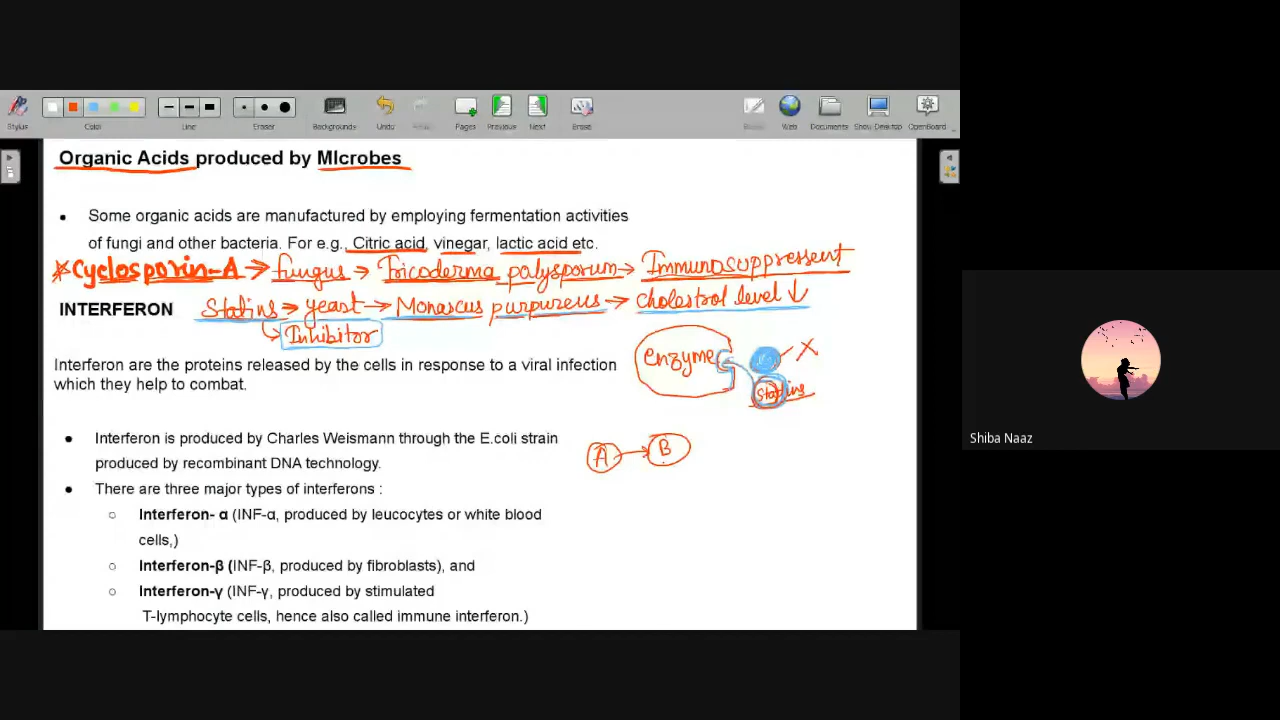 Stylus Color Line Eraser Backgrounds Undo Pages Previous Next Erase Web Documents Show Desktop OpenBoard
Organic Acids produced by MIcrobes
• Some organic acids are manufactured by employing fermentation activities
of fungi and other bacteria. For e.g., Citric acid, vinegar, lactic acid etc.
Cyclosporin-A → fungus → Tricoderma polysporum → Immunosuppressent
INTERFERON Statins → yeast → Monascus purpureus → cholestrol level ↓
Inhibitor
enzyme X
Statins
Interferon are the proteins released by the cells in response to a viral infection
which they help to combat.
Shiba Naaz
• Interferon is produced by Charles Weismann through the E.coli strain
produced by recombinant DNA technology.
A → B
• There are three major types of interferons :
○ Interferon- α (INF-α, produced by leucocytes or white blood
cells,)
○ Interferon-β (INF-β, produced by fibroblasts), and
○ Interferon-γ (INF-γ, produced by stimulated
T-lymphocyte cells, hence also called immune interferon.)